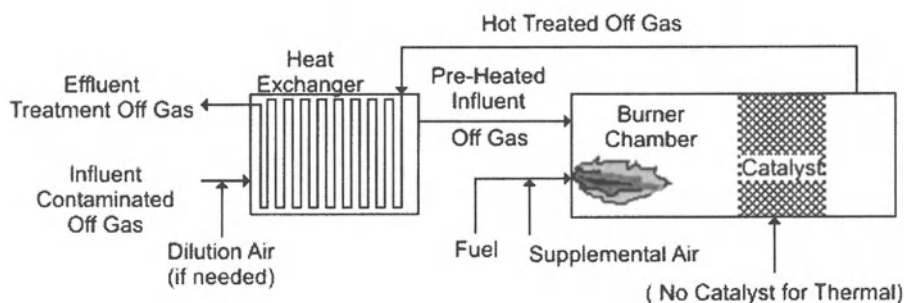 Hot Treated Off Gas
Heat
Exchanger
Effluent
Treatment Off Gas
Pre-Heated
Influent
Off Gas
Burner
Chamber
Catalyst
Influent
Contaminated
Off Gas
Dilution Air
(if needed)
Fuel
Supplemental Air
( No Catalyst for Thermal)